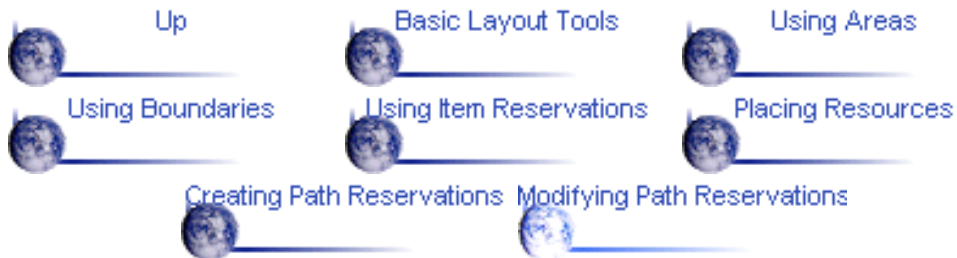 Up
Basic Layout Tools
Using Areas
Using Boundaries
Using Item Reservations
Placing Resources
Creating Path Reservations
Modifying Path Reservations